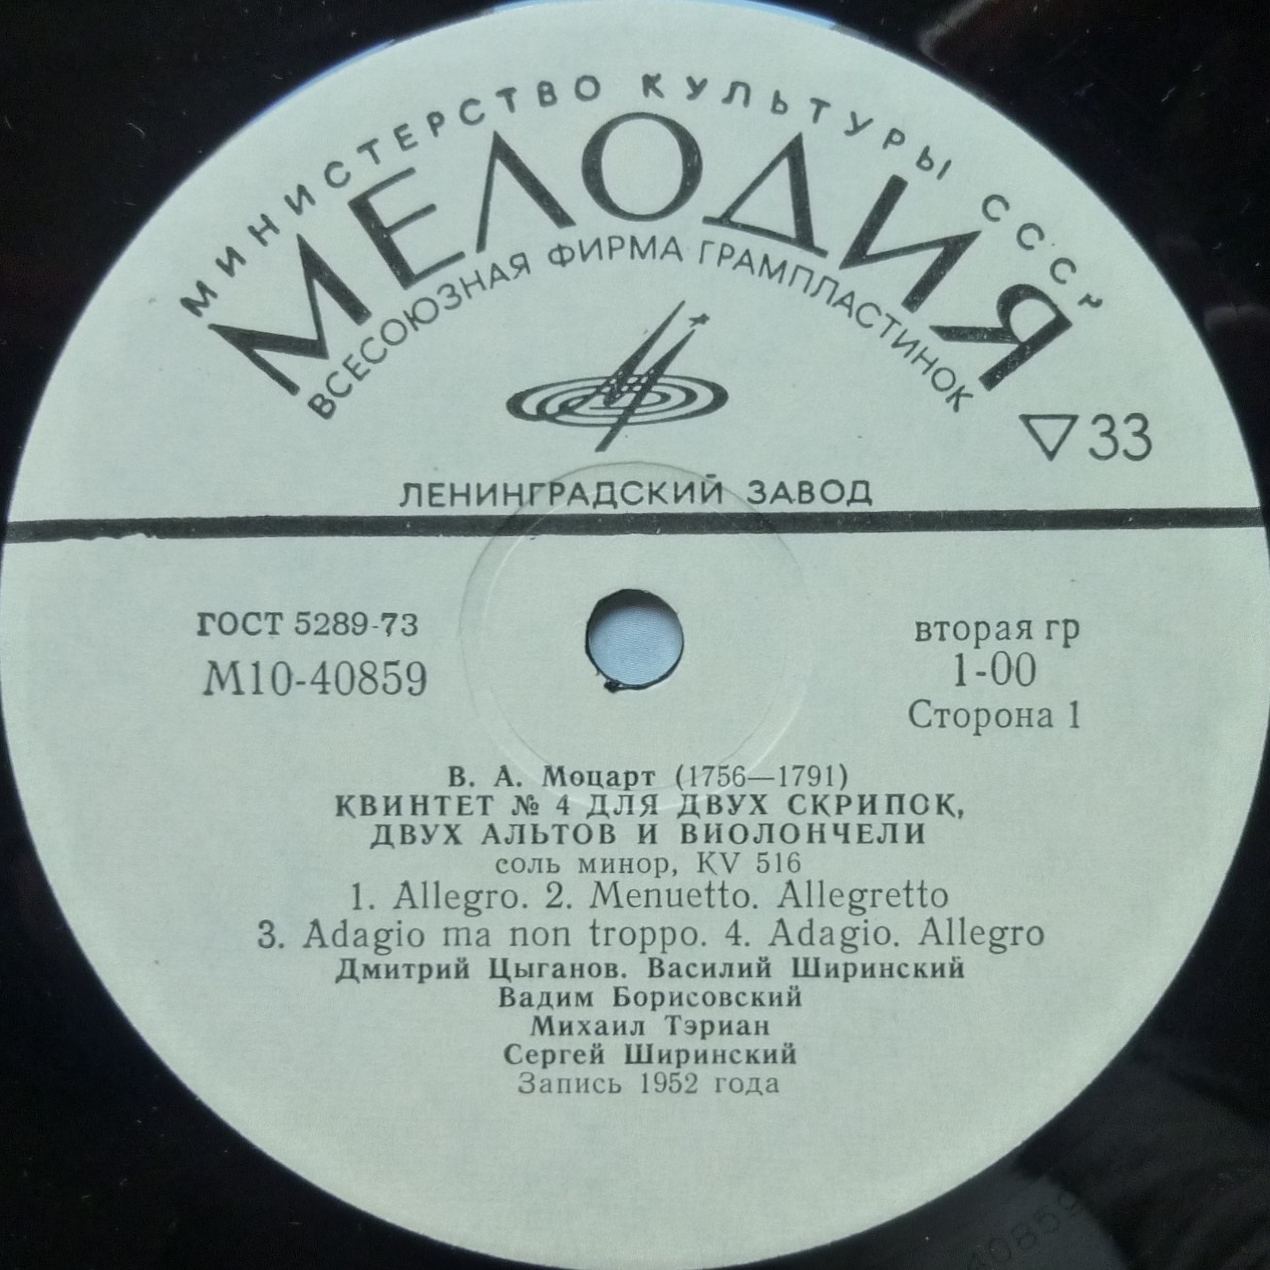 МИНИСТЕРСТВО КУЛЬТУРЫ СССР
МЕЛОДИЯ
ВСЕСОЮЗНАЯ ФИРМА ГРАМПЛАСТИНОК
33
ЛЕНИНГРАДСКИЙ ЗАВОД
ГОСТ 5289-73
М10-40859
вторая гр
1-00
Сторона 1
В. А. Моцарт (1756—1791)
КВИНТЕТ № 4 ДЛЯ ДВУХ СКРИПОК,
ДВУХ АЛЬТОВ И ВИОЛОНЧЕЛИ
соль минор, KV 516
1. Allegro. 2. Menuetto. Allegretto
3. Adagio ma non troppo. 4. Adagio. Allegro
Дмитрий Цыганов. Василий Ширинский
Вадим Борисовский
Михаил Тэриан
Сергей Ширинский
Запись 1952 года